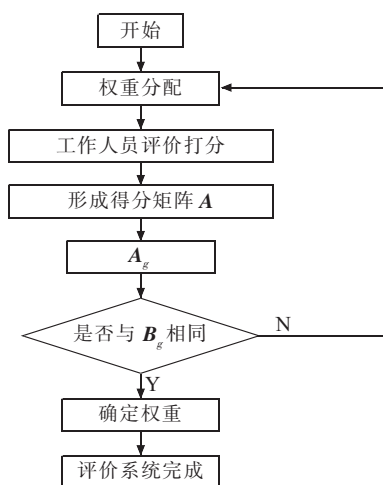 开始
权重分配
工作人员评价打分
形成得分矩阵 A
A_g
是否与 B_g 相同
N
Y
确定权重
评价系统完成